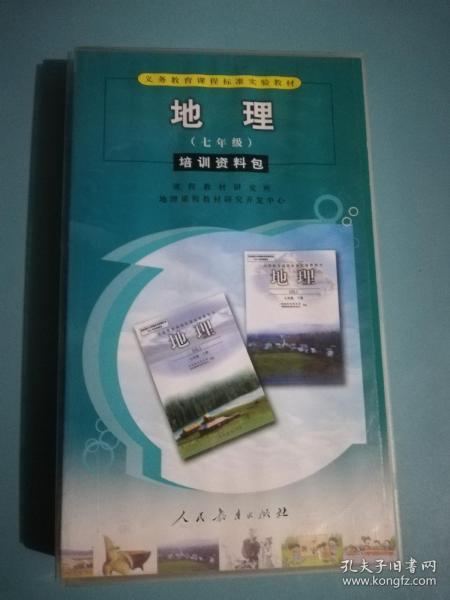 义务教育课程标准实验教材
地理
（七年级）
培训资料包
课程教材研究所
地理课程教材研究开发中心
地理
地理
人民教育出版社
孔夫子旧书网
www.kongfz.com